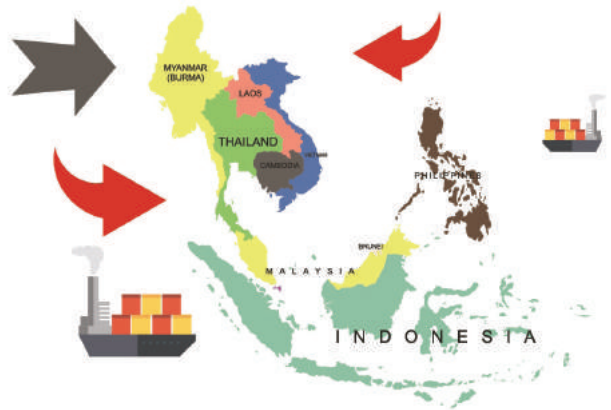 MYANMAR
(BURMA)
LAOS
THAILAND
VIETNAM
CAMBODIA
PHILIPPINES
BRUNEI
MALAYSIA
INDONESIA